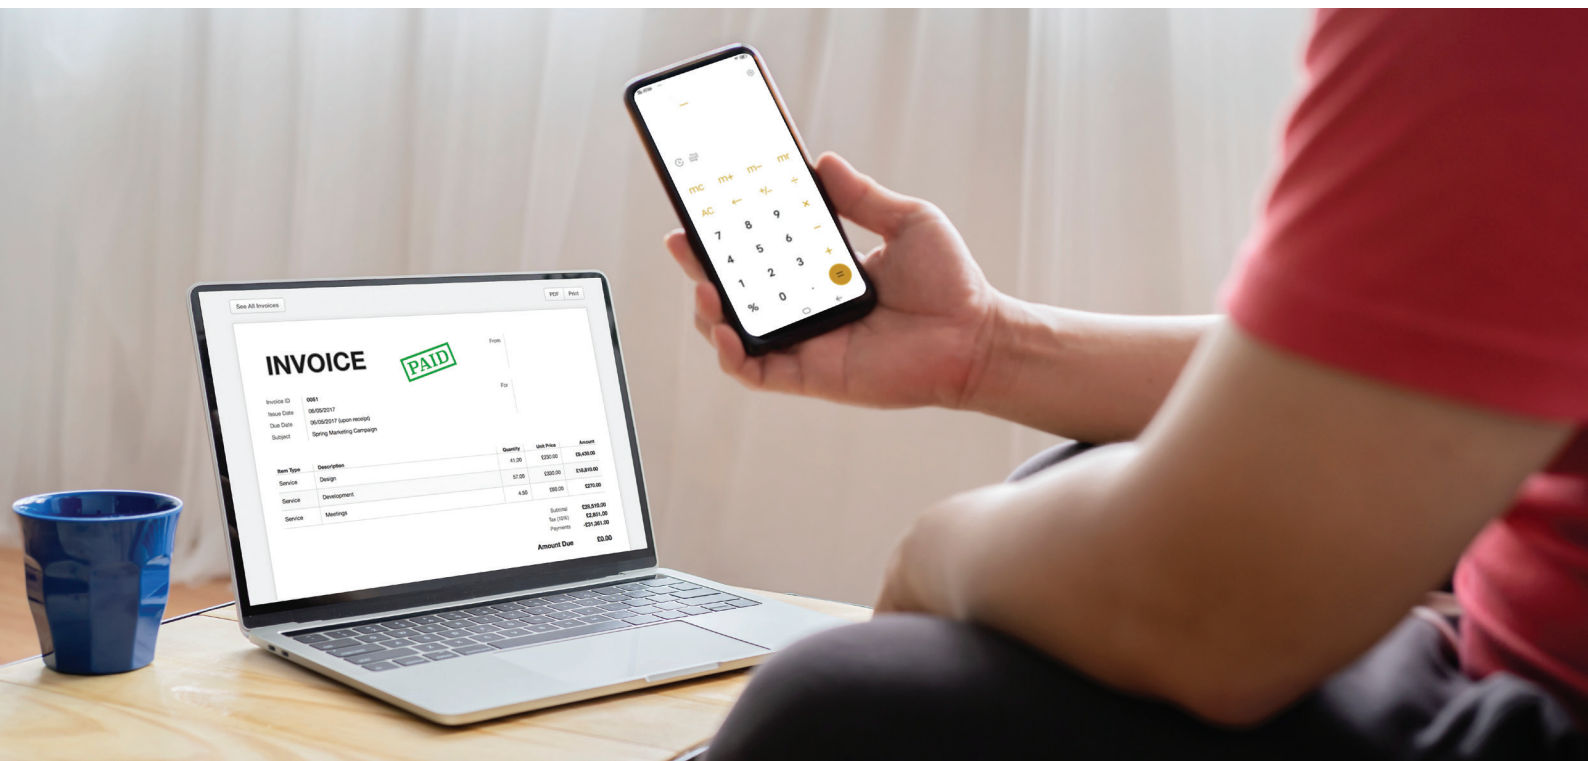 See All Invoices
PDF Print
INVOICE
PAID
From
For
Invoice ID 0051
Issue Date 06/05/2017
Due Date 06/05/2017 (upon receipt)
Subject Spring Marketing Campaign
Item Type Description Quantity Unit Price Amount
Service Design 41.00 £230.00 £9,430.00
Service Development 57.00 £330.00 £18,810.00
Service Meetings 4.50 £60.00 £270.00
Subtotal £28,510.00
Tax (10%) £2,851.00
Payments -£31,361.00
Amount Due £0.00
mc m+ m− mr
AC ← +/− ÷
7 8 9 ×
4 5 6 −
1 2 3 +
% 0 . =